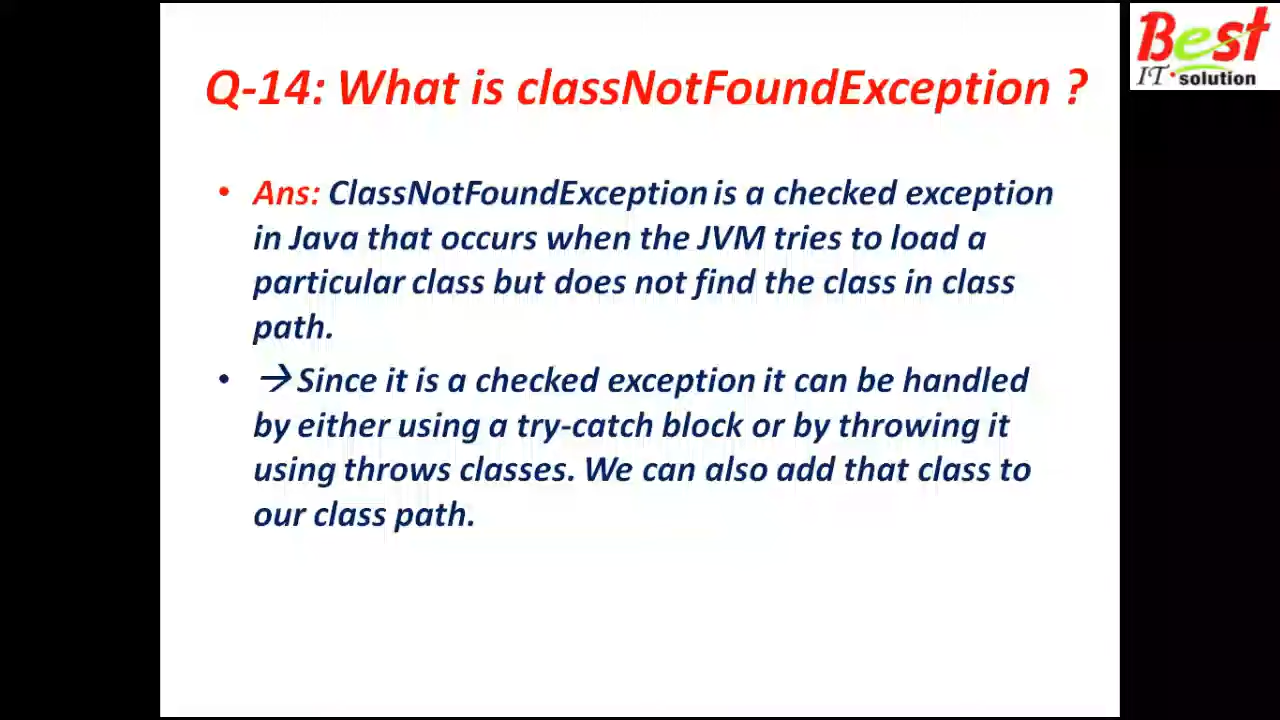 Best
IT solution
Q-14: What is classNotFoundException ?
• Ans: ClassNotFoundException is a checked exception
in Java that occurs when the JVM tries to load a
particular class but does not find the class in class
path.
• → Since it is a checked exception it can be handled
by either using a try-catch block or by throwing it
using throws classes. We can also add that class to
our class path.